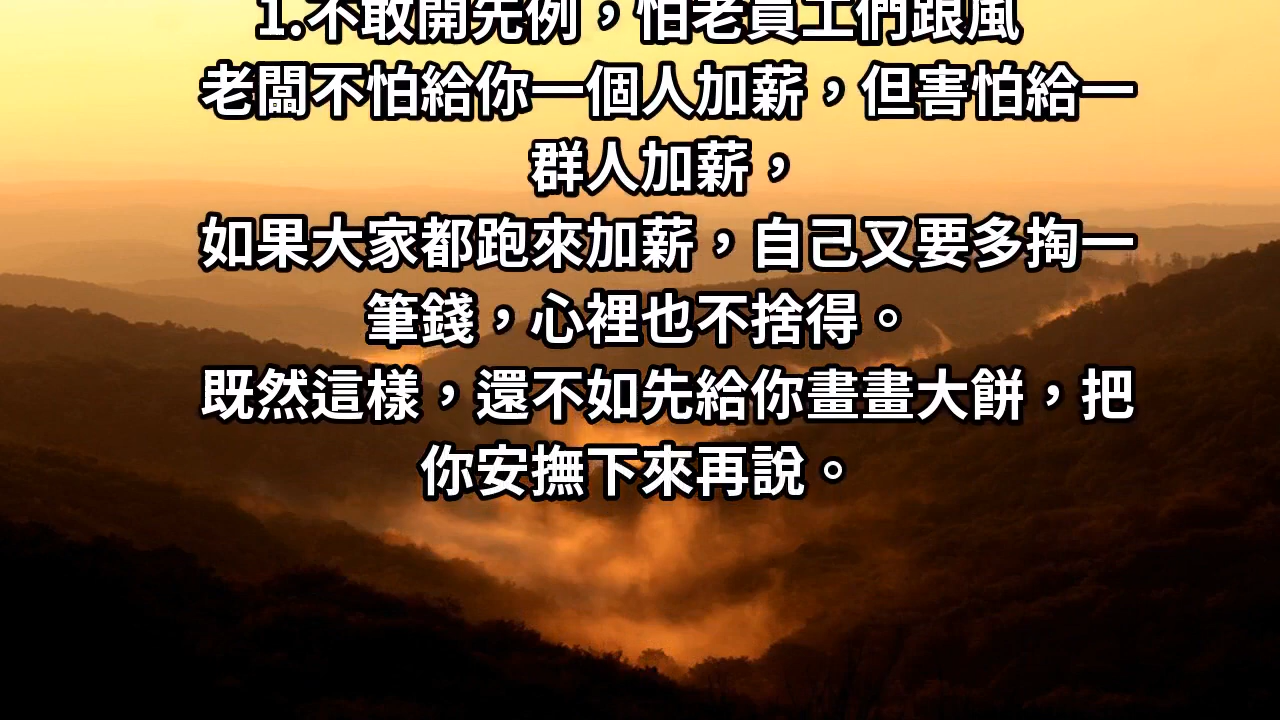 1.不敢開先例，怕老員工們跟風
老闆不怕給你一個人加薪，但害怕給一
群人加薪，
如果大家都跑來加薪，自己又要多掏一
筆錢，心裡也不捨得。
既然這樣，還不如先給你畫畫大餅，把
你安撫下來再說。